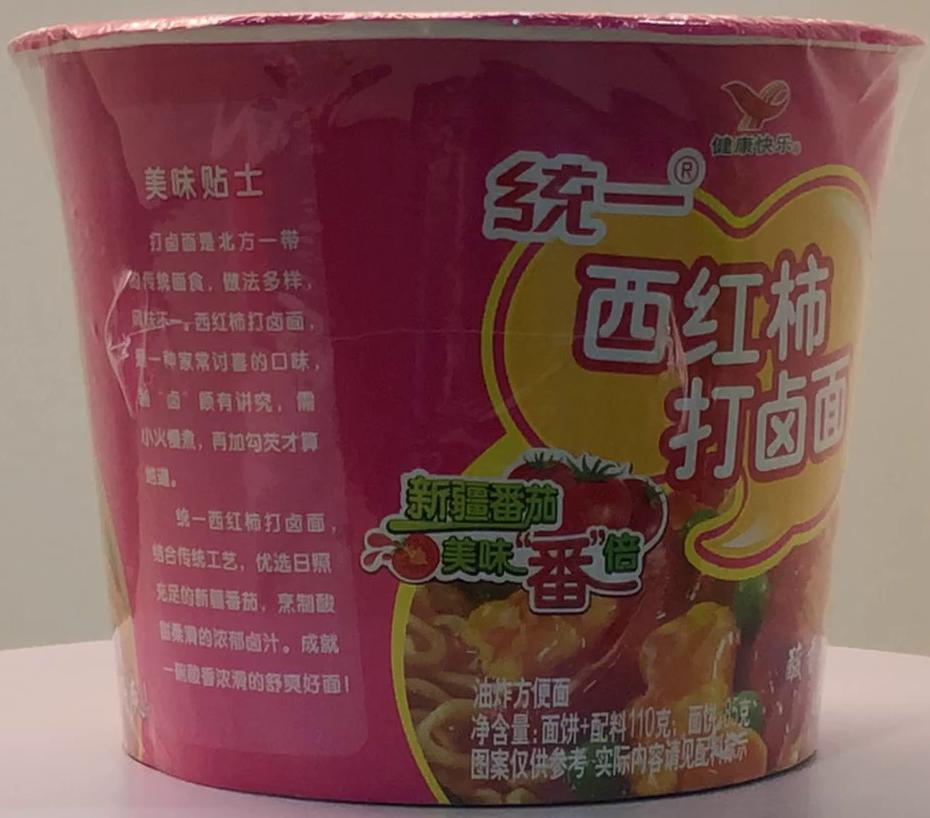 美味贴士
打卤面是北方一带
的传统面食，做法多样，
风味不一。西红柿打卤面，
是一种家常讨喜的口味，
“卤”颇有讲究，需
小火慢煮，再加勾芡才算
地道。
统一西红柿打卤面，
结合传统工艺，优选日照
充足的新疆番茄，烹制酸
甜柔滑的浓郁卤汁。成就
一碗酸香浓滑的舒爽好面！
健康快乐®
统一®
西红柿
打卤面
新疆番茄
美味“番”倍
油炸方便面
净含量：面饼+配料110克；面饼：85克
图案仅供参考 实际内容请见配料标示